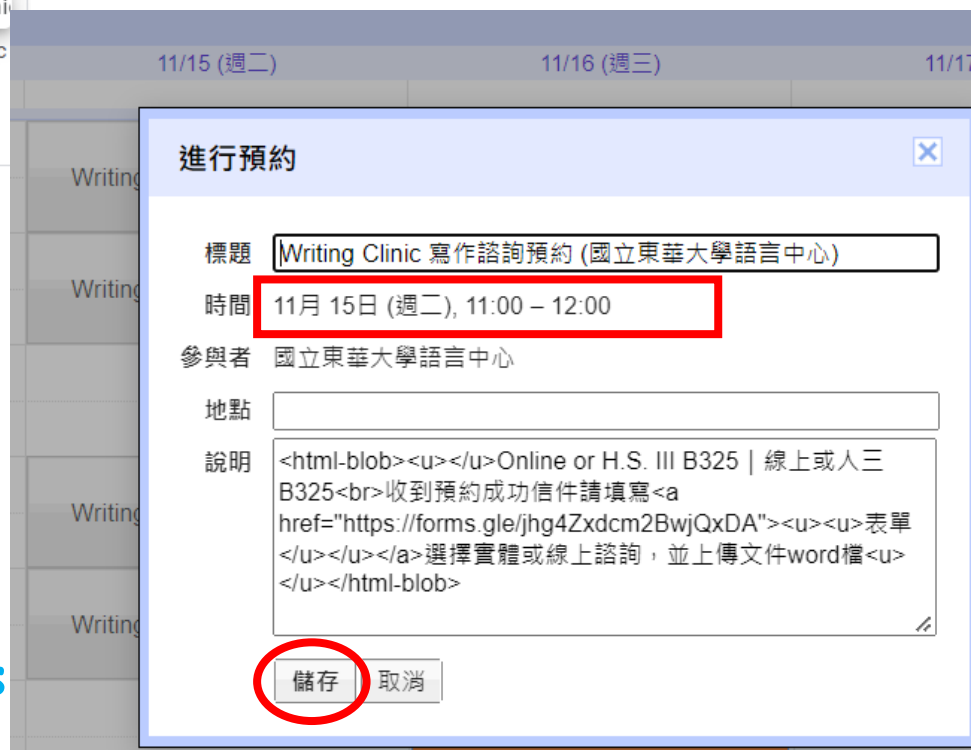 11/15 (週二)
11/16 (週三)
11/17
進行預約
Writing
標題 Writing Clinic 寫作諮詢預約 (國立東華大學語言中心)
Writing
時間 11月 15日 (週二), 11:00 – 12:00
參與者 國立東華大學語言中心
地點
說明 <html-blob><u></u>Online or H.S. III B325 | 線上或人三
B325<br>收到預約成功信件請填寫<a
Writing
href="https://forms.gle/jhg4Zxdcm2BwjQxDA"><u><u>表單
</u></u></a>選擇實體或線上諮詢，並上傳文件word檔<u>
</u></html-blob>
Writing
儲存 取消